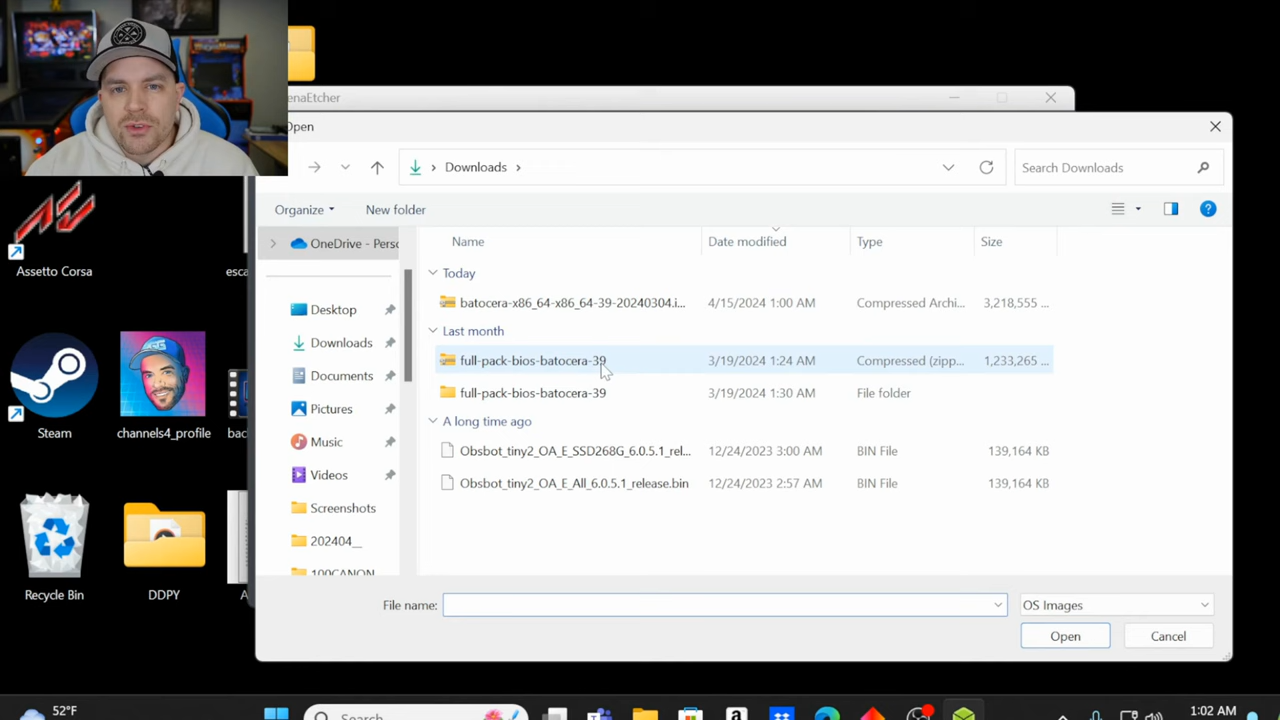 enaEtcher
Open
Downloads
Search Downloads
Organize
New folder
OneDrive - Perso
Name
Date modified
Type
Size
Today
batocera-x86_64-x86_64-39-20240304.i...
4/15/2024 1:00 AM
Compressed Archi...
3,218,555 ...
Last month
full-pack-bios-batocera-39
3/19/2024 1:24 AM
Compressed (zipp...
1,233,265 ...
full-pack-bios-batocera-39
3/19/2024 1:30 AM
File folder
A long time ago
Obsbot_tiny2_OA_E_SSD268G_6.0.5.1_rel...
12/24/2023 3:00 AM
BIN File
139,164 KB
Obsbot_tiny2_OA_E_All_6.0.5.1_release.bin
12/24/2023 2:57 AM
BIN File
139,164 KB
Desktop
Downloads
Documents
Pictures
Music
Videos
Screenshots
202404__
100CANON
File name:
OS Images
Open
Cancel
Assetto Corsa
esca
Steam
channels4_profile
bac
Recycle Bin
DDPY
A
52°F
Search
1:02 AM